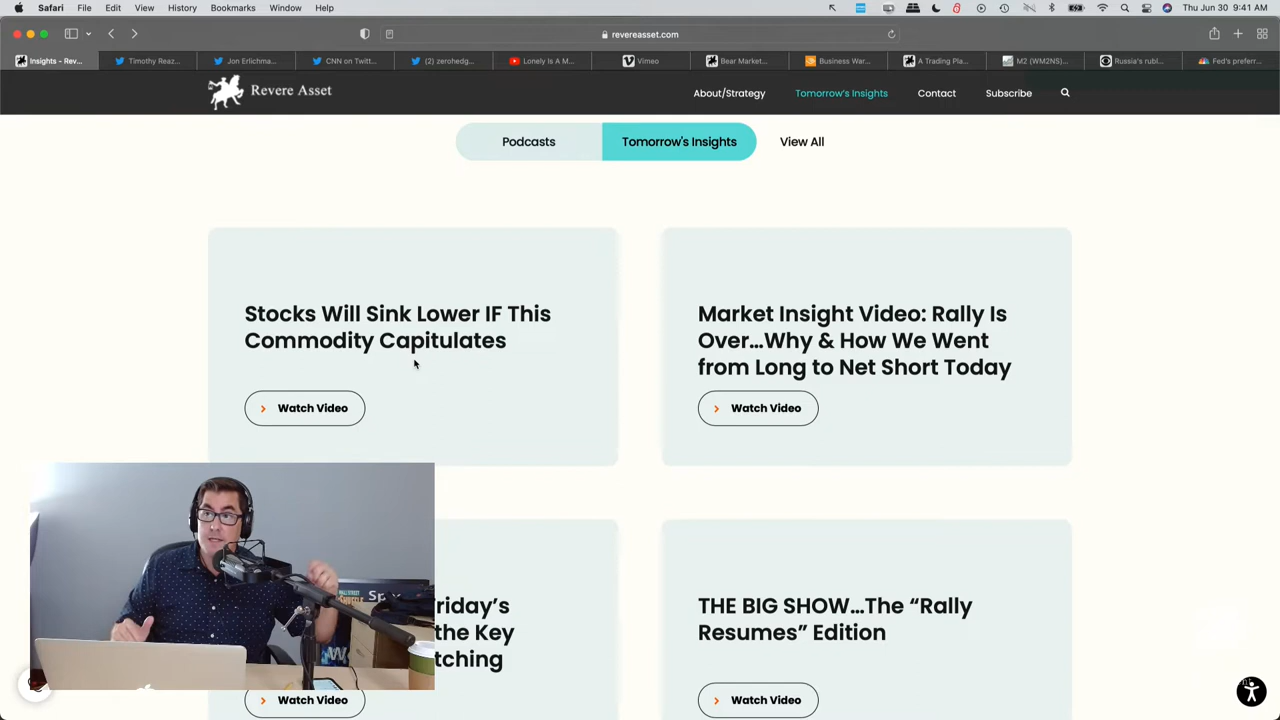 Safari File Edit View History Bookmarks Window Help Thu Jun 30 9:41 AM
revereasset.com
Insights - Rev... Timothy Reaz... Jon Erlichma... CNN on Twitt... (2) zerohedg... Lonely Is A M... Vimeo Bear Market... Business War... A Trading Pla... M2 (WM2NS)... Russia's rubl... Fed's preferr...
Revere Asset About/Strategy Tomorrow's Insights Contact Subscribe
Podcasts Tomorrow's Insights View All
Stocks Will Sink Lower IF This
Commodity Capitulates
Watch Video
Market Insight Video: Rally Is
Over...Why & How We Went
from Long to Net Short Today
Watch Video
Friday's
the Key
tching
Watch Video
THE BIG SHOW...The “Rally
Resumes” Edition
Watch Video